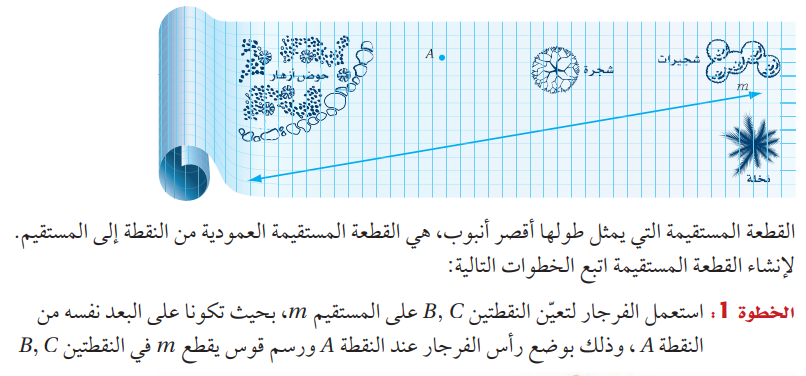 A
شجرة
شجيرات
حوض أزهار
m
نخلة
القطعة المستقيمة التي يمثل طولها أقصر أنبوب، هي القطعة المستقيمة العمودية من النقطة إلى المستقيم.
لإنشاء القطعة المستقيمة اتبع الخطوات التالية:
الخطوة 1: استعمل الفرجار لتعيّن النقطتين B, C على المستقيم m، بحيث تكونا على البعد نفسه من
النقطة A ، وذلك بوضع رأس الفرجار عند النقطة A ورسم قوس يقطع m في النقطتين B, C